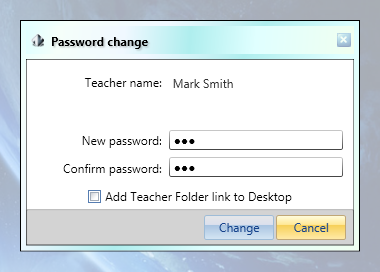 Password change
Teacher name: Mark Smith
New password: •••
Confirm password: •••
Add Teacher Folder link to Desktop
Change Cancel